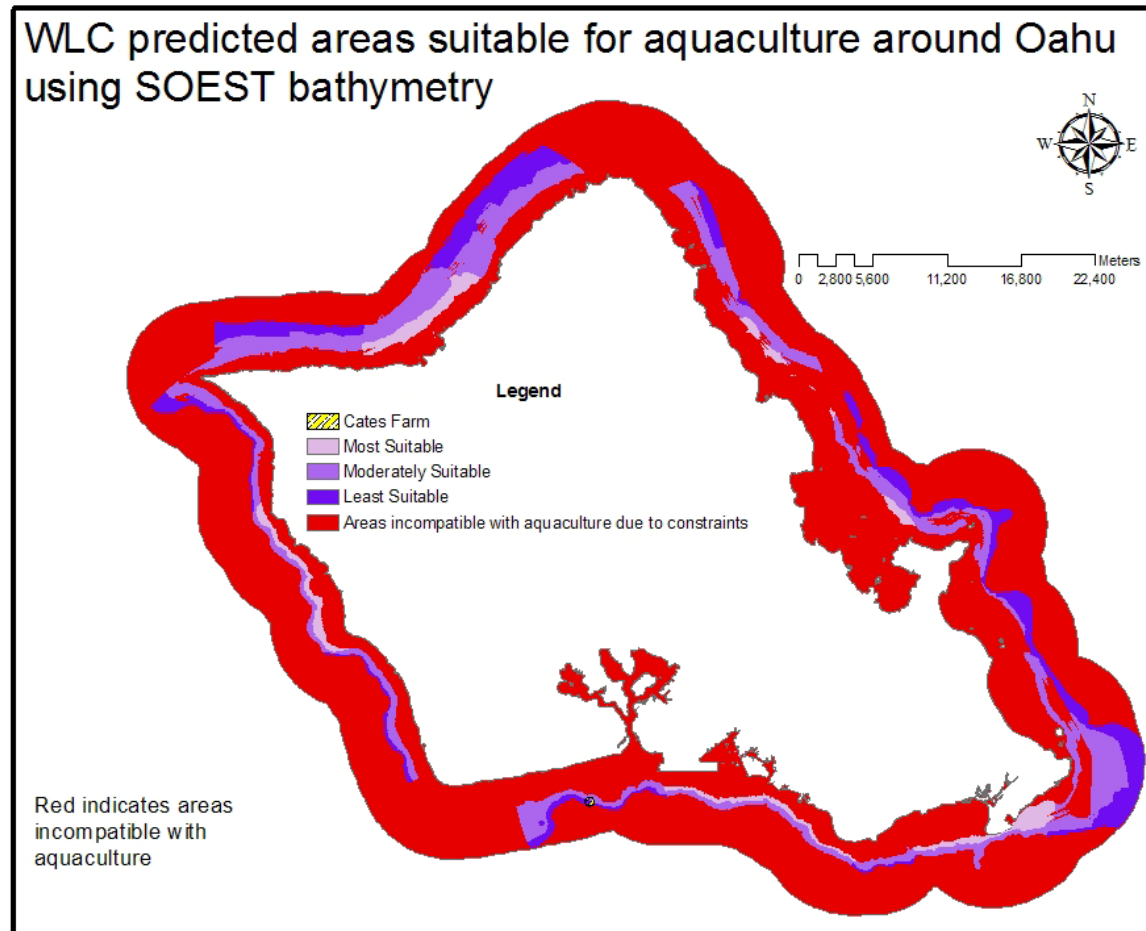 WLC predicted areas suitable for aquaculture around Oahu
using SOEST bathymetry
N
W E
S
Meters
0 2,800 5,600 11,200 16,800 22,400
Legend
Cates Farm
Most Suitable
Moderately Suitable
Least Suitable
Areas incompatible with aquaculture due to constraints
Red indicates areas
incompatible with
aquaculture